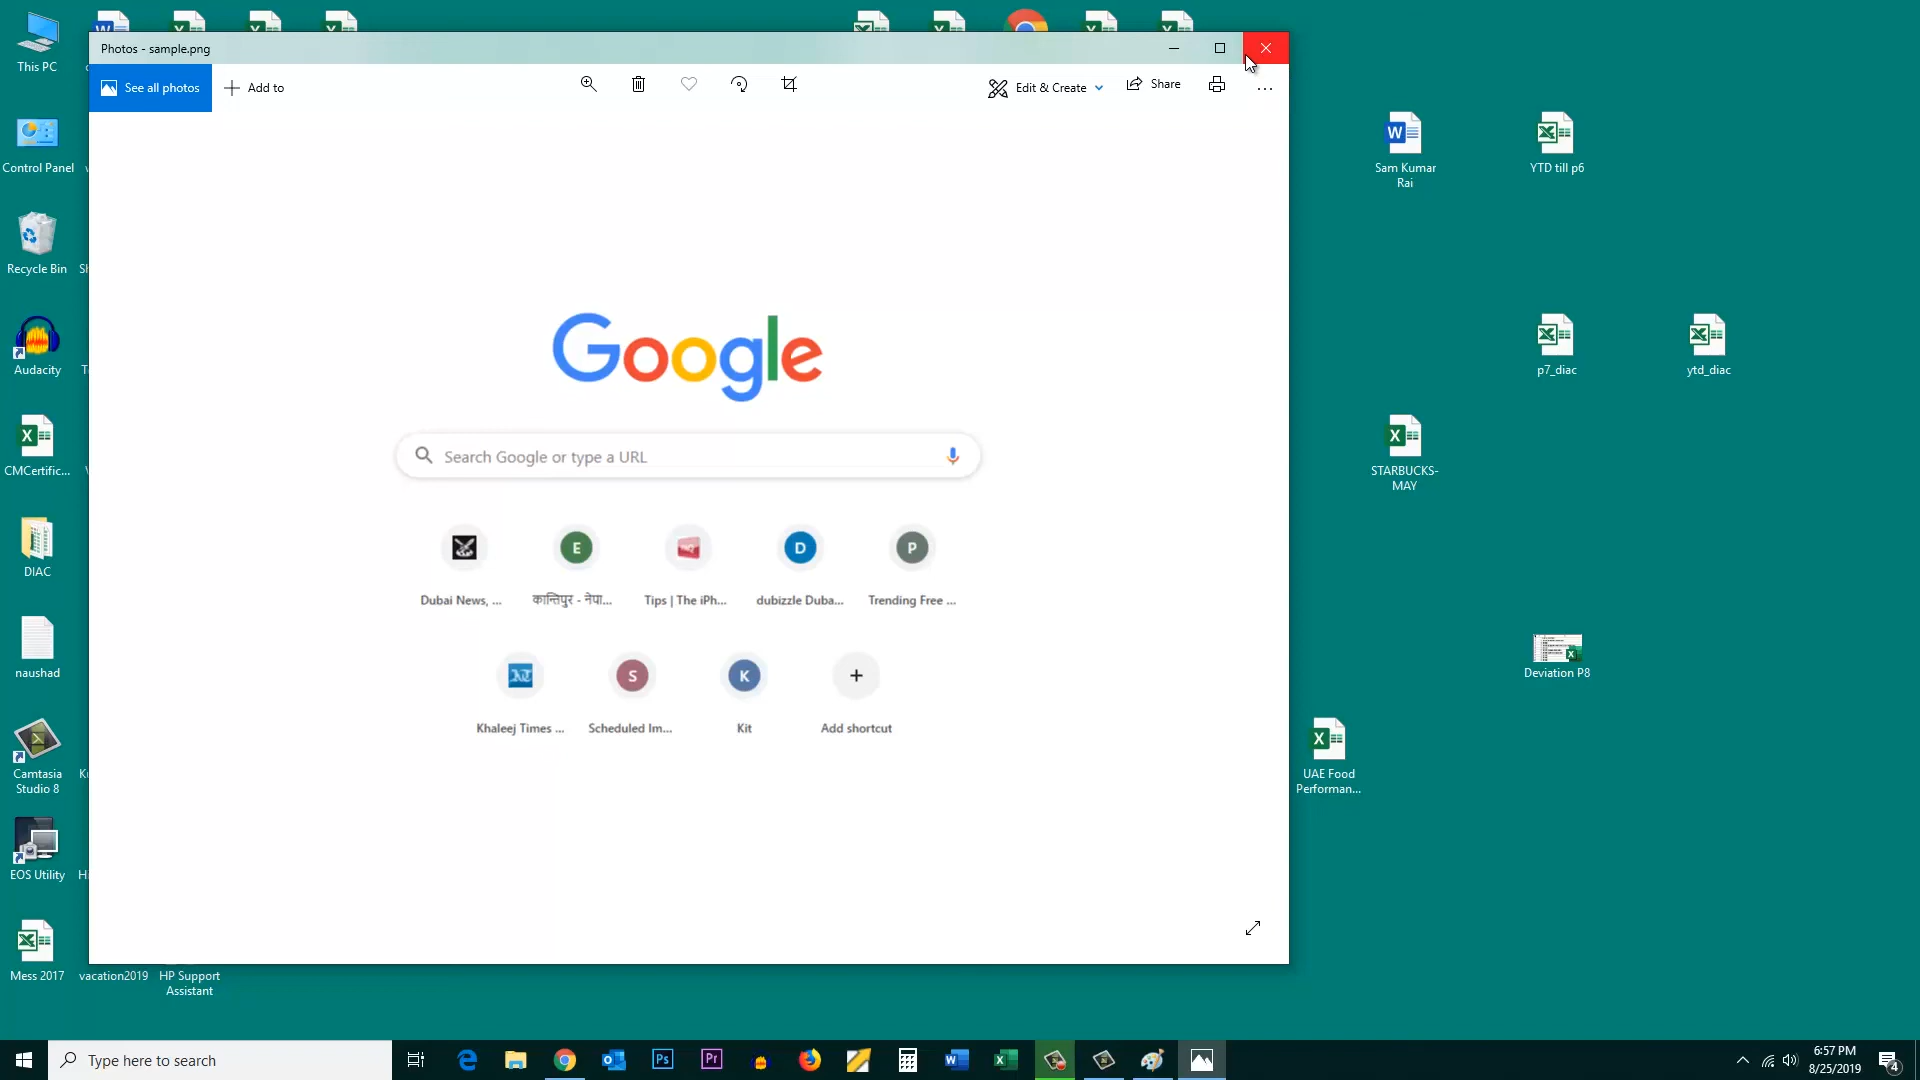 This PC
Photos - sample.png
See all photos
Add to
Edit & Create
Share
Control Panel
Sam Kumar
Rai
YTD till p6
Recycle Bin
Google
Audacity
p7_diac
ytd_diac
CMCertific...
Search Google or type a URL
STARBUCKS-
MAY
DIAC
E
D
P
Dubai News, ...
कान्तिपुर - नेपा...
Tips | The iPh...
dubizzle Duba...
Trending Free ...
naushad
S
K
Deviation P8
Khaleej Times ...
Scheduled Im...
Kit
Add shortcut
Camtasia
Studio 8
UAE Food
Performan...
EOS Utility
Mess 2017
vacation2019
HP Support
Assistant
Type here to search
Ps
Pr
6:57 PM
8/25/2019
4